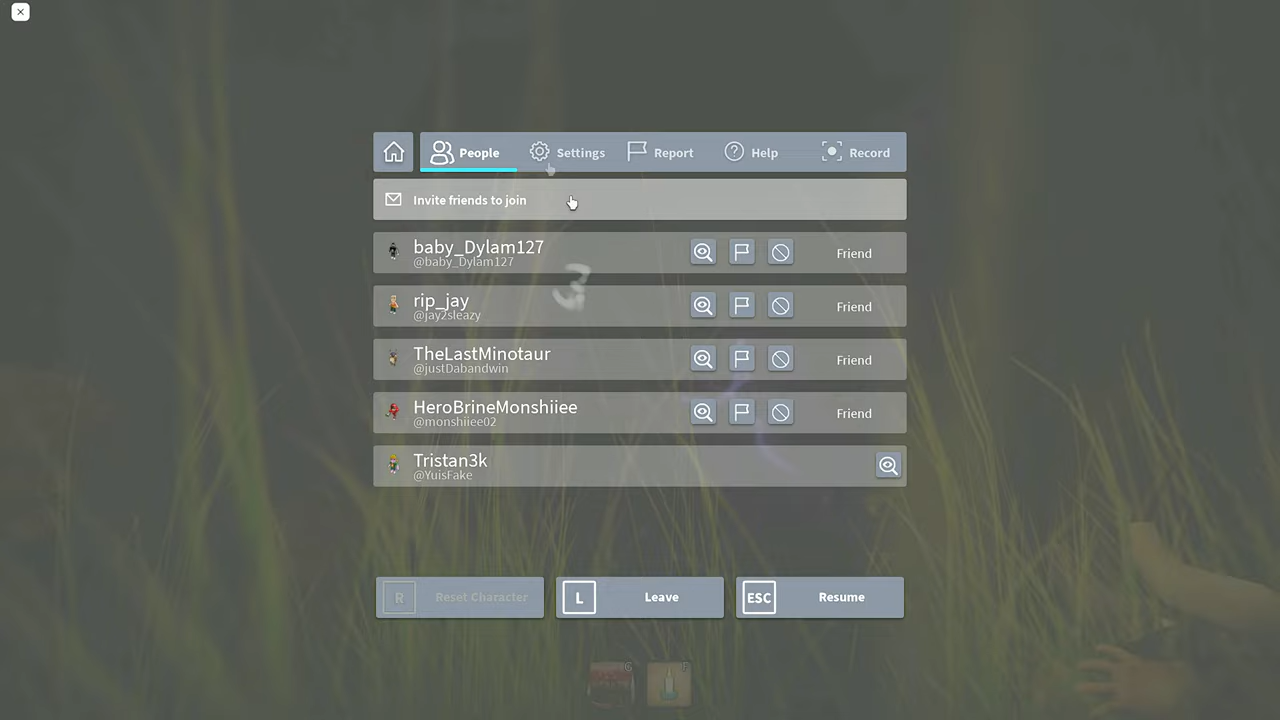 People Settings Report Help Record
Invite friends to join
baby_Dylam127
@baby_Dylam127
Friend
rip_jay
@jay2sleazy
Friend
TheLastMinotaur
@justDabandwin
Friend
HeroBrineMonshiiee
@monshiiee02
Friend
Tristan3k
@YuisFake
3
R Reset Character L Leave ESC Resume